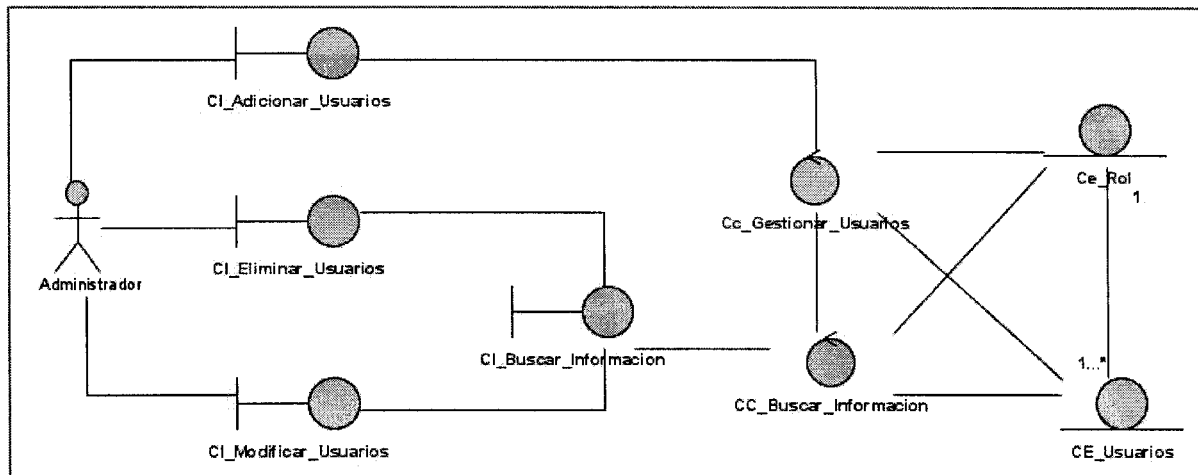 CI_Adicionar_Usuarios
Ce_Rol
1
Cc_Gestionar_Usuarios
CI_Eliminar_Usuarios
Administrador
CI_Buscar_Informacion
1...*
CC_Buscar_Informacion
CI_Modificar_Usuarios
CE_Usuarios